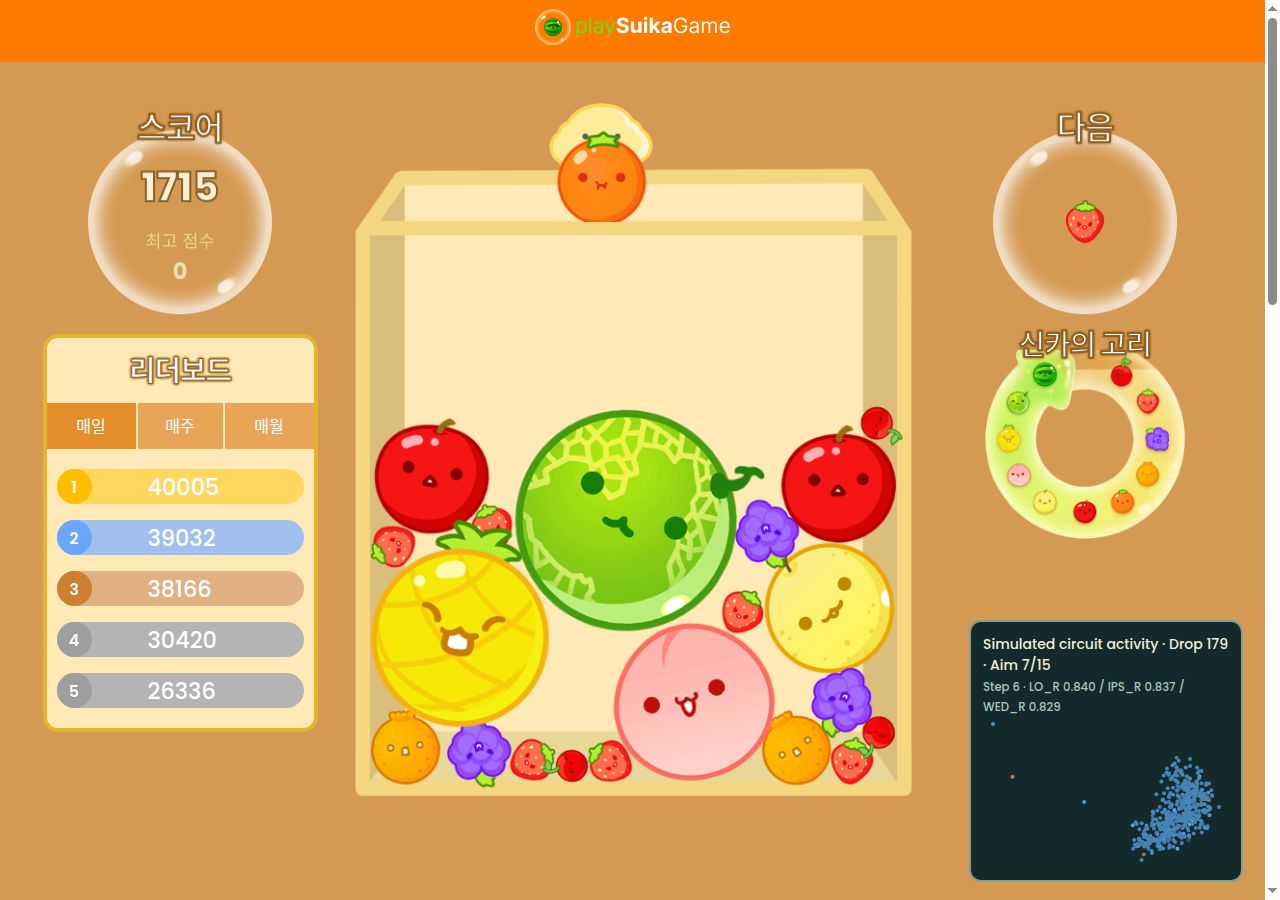 playSuikaGame
스코어
1715
최고 점수
0
리더보드
매일
매주
매월
1 40005
2 39032
3 38166
4 30420
5 26336
다음
신카의 고리
Simulated circuit activity · Drop 179
· Aim 7/15
Step 6 · LO_R 0.840 / IPS_R 0.837 /
WED_R 0.829